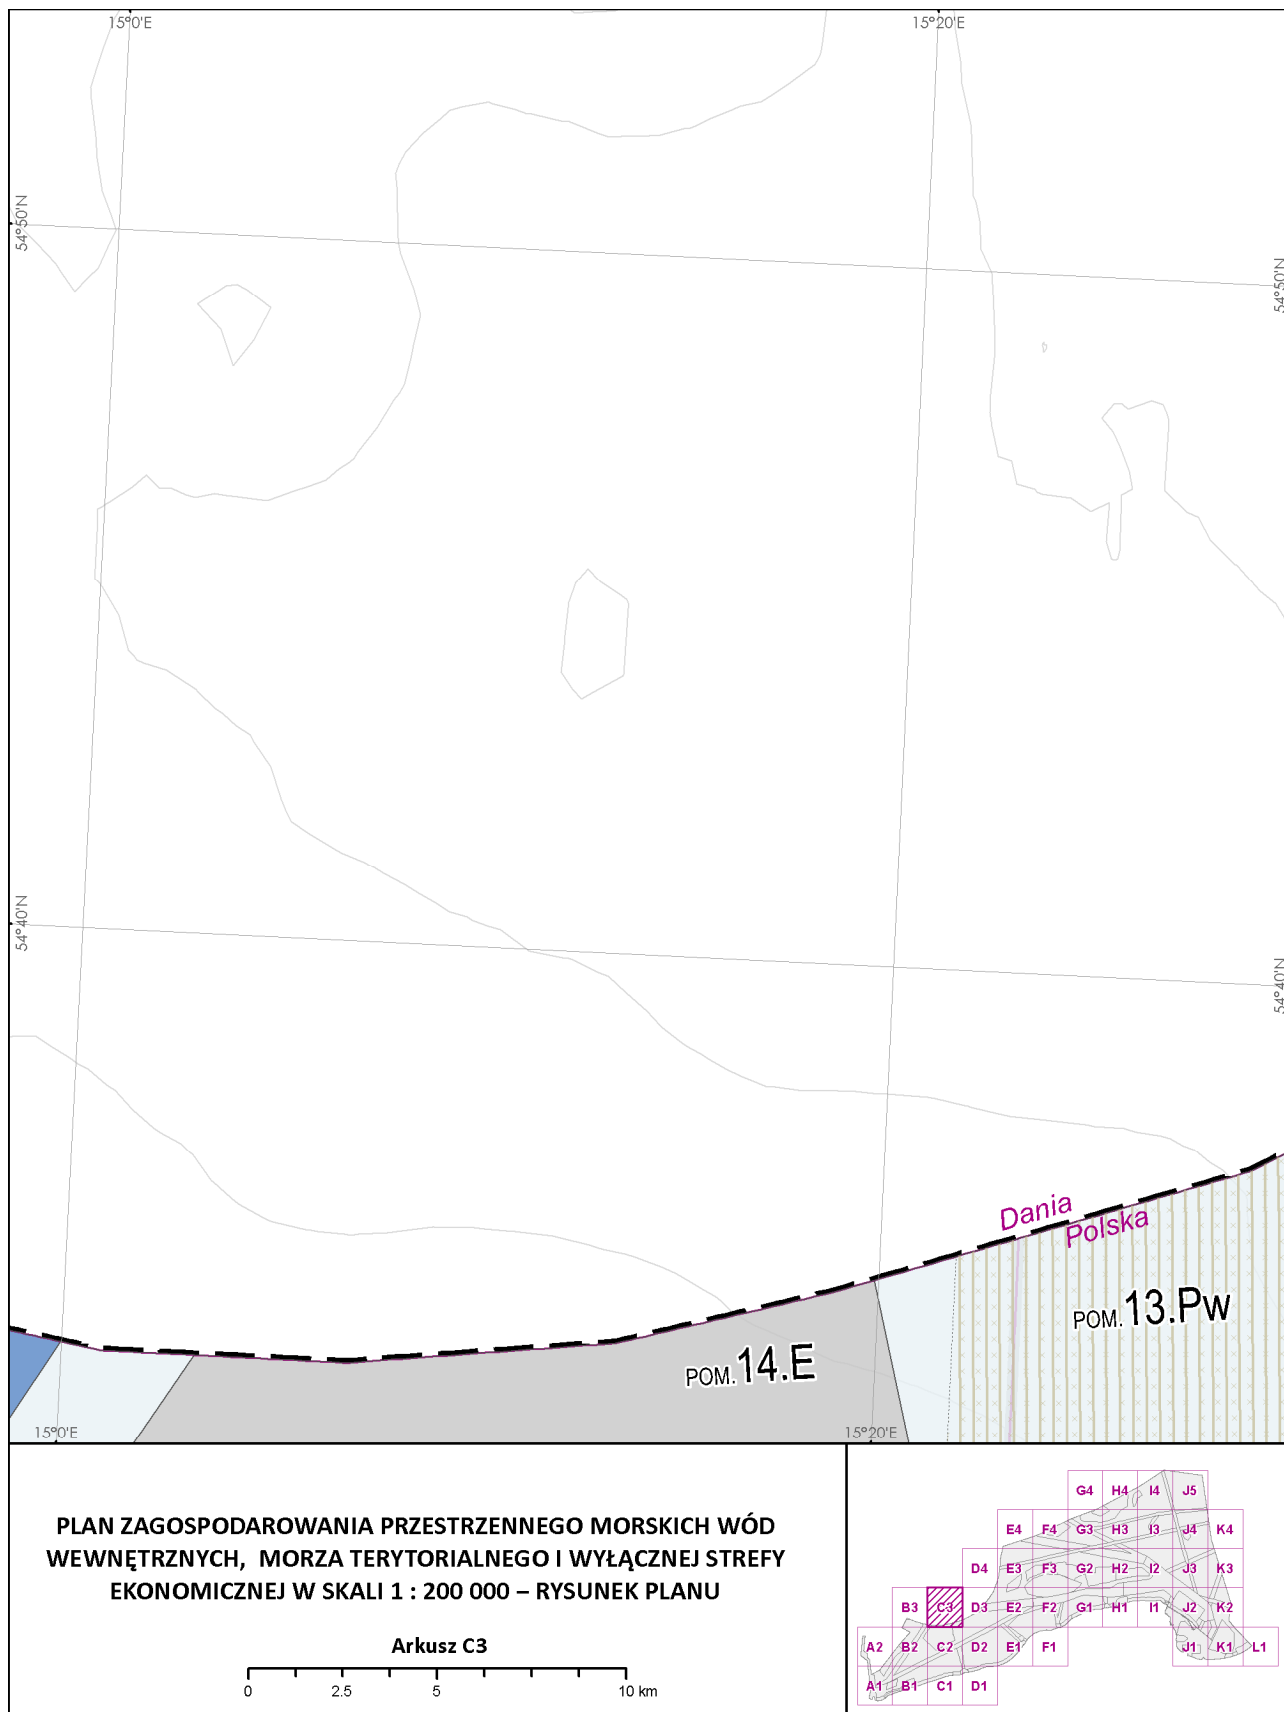 15°0'E
15°20'E
54°50'N
54°50'N
54°40'N
54°40'N
Dania
Polska
POM.13.Pw
POM.14.E
15°0'E
15°20'E
PLAN ZAGOSPODAROWANIA PRZESTRZENNEGO MORSKICH WÓD
WEWNĘTRZNYCH, MORZA TERYTORIALNEGO I WYŁĄCZNEJ STREFY
EKONOMICZNEJ W SKALI 1 : 200 000 – RYSUNEK PLANU
Arkusz C3
0 2.5 5 10 km
G4 H4 I4 J5
E4 F4 G3 H3 I3 J4 K4
D4 E3 F3 G2 H2 I2 J3 K3
B3 C3 D3 E2 F2 G1 H1 I1 J2 K2
A2 B2 C2 D2 E1 F1 J1 K1 L1
A1 B1 C1 D1